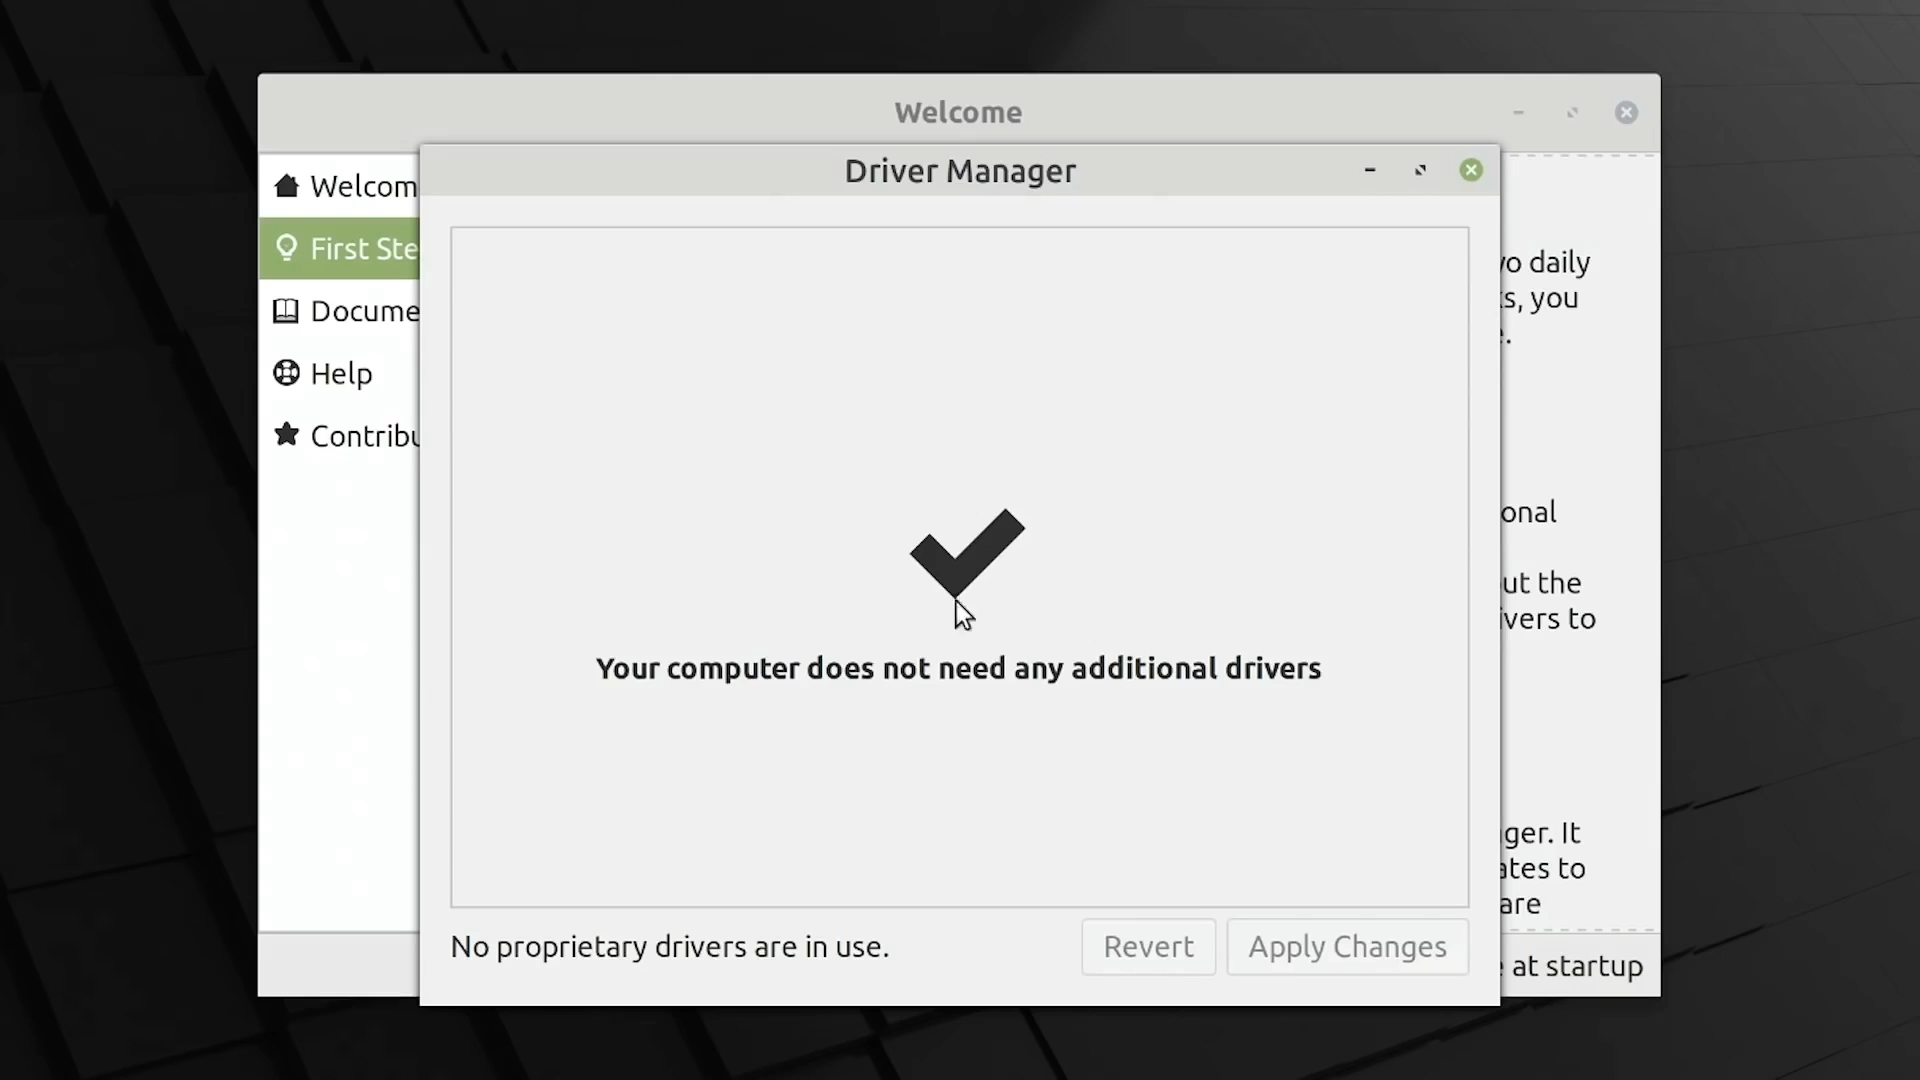 Welcome
Driver Manager
Welcom
First Ste
Docume
Help
Contribu
Your computer does not need any additional drivers
No proprietary drivers are in use.
Revert
Apply Changes
o daily
s, you
onal
ut the
ivers to
ger. It
ates to
are
at startup